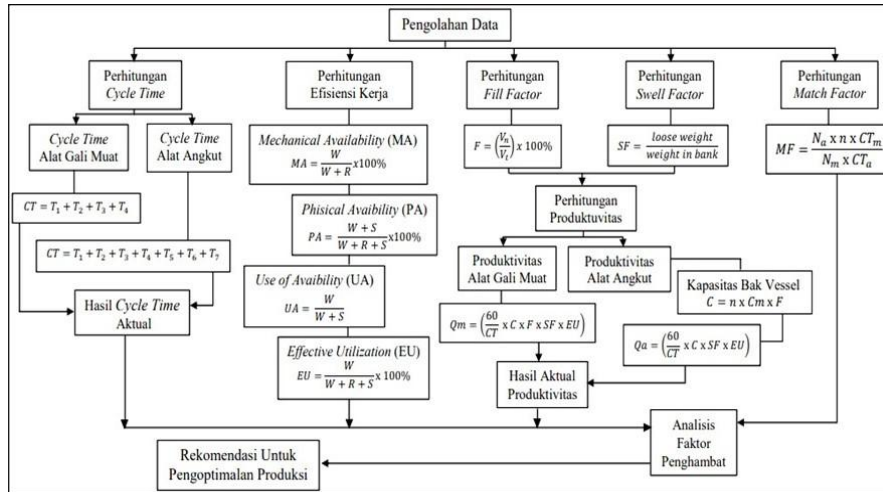 Pengolahan Data
Perhitungan
Cycle Time
Perhitungan
Efisiensi Kerja
Perhitungan
Fill Factor
Perhitungan
Swell Factor
Perhitungan
Match Factor
Cycle Time
Alat Gali Muat
Cycle Time
Alat Angkut
CT = T₁ + T₂ + T₃ + T₄
CT = T₁ + T₂ + T₃ + T₄ + T₅ + T₆ + T₇
Hasil Cycle Time
Aktual
Mechanical Availability (MA)
MA = W / (W + R) x100%
Phisical Avaibility (PA)
PA = (W + S) / (W + R + S) x100%
Use of Avaibility (UA)
UA = W / (W + S)
Effective Utilization (EU)
EU = W / (W + R + S) x 100%
F = (Vₙ / Vₜ) x 100%
SF = loose weight / weight in bank
MF = (Nₐ x n x CTₘ) / (Nₘ x CTₐ)
Perhitungan
Produktuvitas
Produktivitas
Alat Gali Muat
Produktivitas
Alat Angkut
Kapasitas Bak Vessel
C = n x Cm x F
Qm = (60/CT x C x F x SF x EU)
Qa = (60/CT x C x SF x EU)
Hasil Aktual
Produktivitas
Analisis
Faktor
Penghambat
Rekomendasi Untuk
Pengoptimalan Produksi